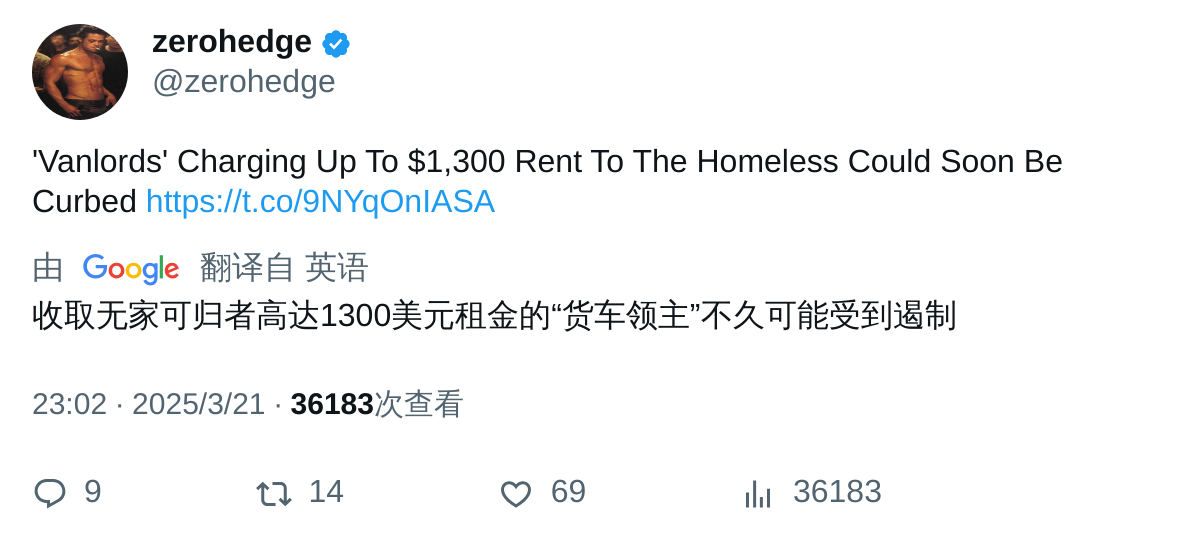 zerohedge
@zerohedge
'Vanlords' Charging Up To $1,300 Rent To The Homeless Could Soon Be
Curbed https://t.co/9NYqOnIASA
由 Google 翻译自 英语
收取无家可归者高达1300美元租金的“货车领主”不久可能受到遏制
23:02 · 2025/3/21 · 36183次查看
9 14 69 36183